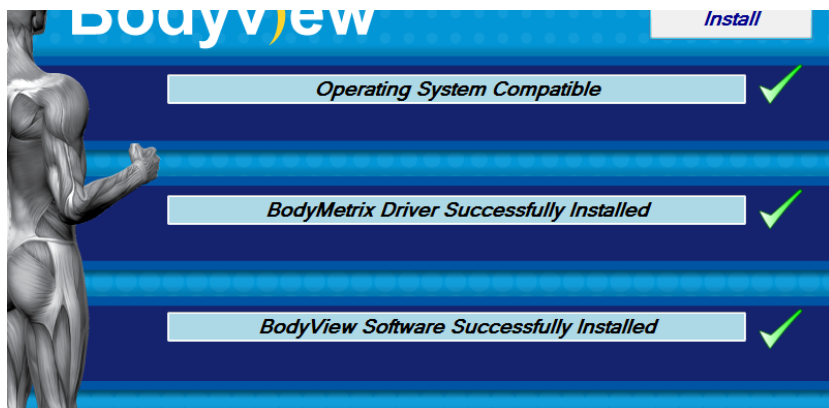 BodyView
Install
Operating System Compatible
BodyMetrix Driver Successfully Installed
BodyView Software Successfully Installed